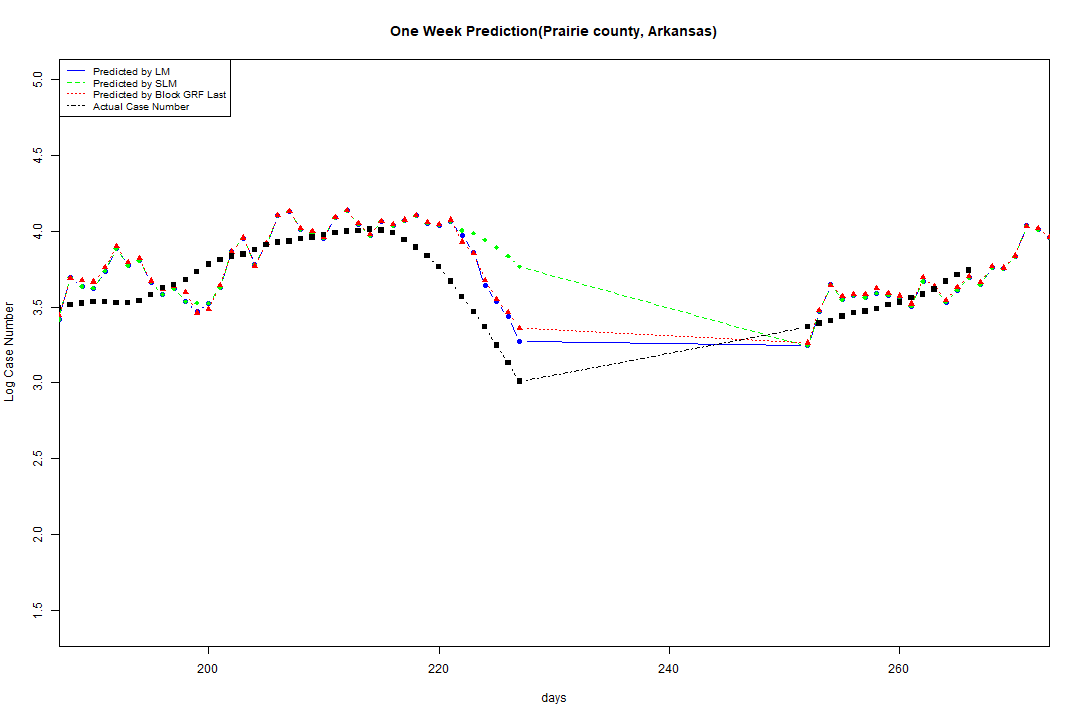 One Week Prediction(Prairie county, Arkansas)
Predicted by LM
Predicted by SLM
Predicted by Block GRF Last
Actual Case Number
Log Case Number
5.0
4.5
4.0
3.5
3.0
2.5
2.0
1.5
200 220 240 260
days